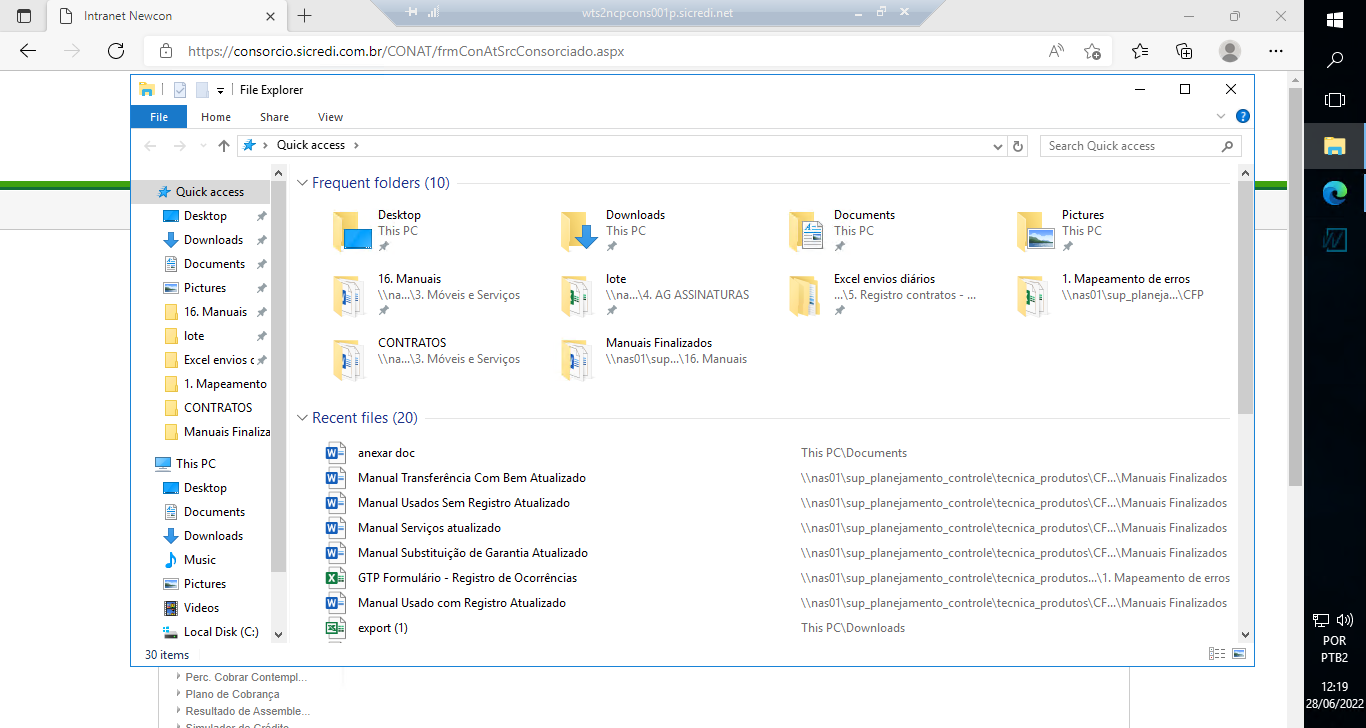 Intranet Newcon
wts2ncpcons001p.sicredi.net
https://consorcio.sicredi.com.br/CONAT/frmConAtSrcConsorciado.aspx
File Explorer
File Home Share View
Quick access
Search Quick access
Quick access
Desktop
Downloads
Documents
Pictures
16. Manuais
lote
Excel envios d
1. Mapeamento
CONTRATOS
Manuais Finaliza
This PC
Desktop
Documents
Downloads
Music
Pictures
Videos
Local Disk (C:)
30 items
Frequent folders (10)
Desktop
This PC
Downloads
This PC
Documents
This PC
Pictures
This PC
16. Manuais
\\na...\3. Móveis e Serviços
lote
\\na...\4. AG ASSINATURAS
Excel envios diários
...\5. Registro contratos - ...
1. Mapeamento de erros
\\nas01\sup_planeja...\CFP
CONTRATOS
\\na...\3. Móveis e Serviços
Manuais Finalizados
\\nas01\sup...\16. Manuais
Recent files (20)
anexar doc This PC\Documents
Manual Transferência Com Bem Atualizado \\nas01\sup_planejamento_controle\tecnica_produtos\CF...\Manuais Finalizados
Manual Usados Sem Registro Atualizado \\nas01\sup_planejamento_controle\tecnica_produtos\CF...\Manuais Finalizados
Manual Serviços atualizado \\nas01\sup_planejamento_controle\tecnica_produtos\CF...\Manuais Finalizados
Manual Substituição de Garantia Atualizado \\nas01\sup_planejamento_controle\tecnica_produtos\CF...\Manuais Finalizados
GTP Formulário - Registro de Ocorrências \\nas01\sup_planejamento_controle\tecnica_produtos...\1. Mapeamento de erros
Manual Usado com Registro Atualizado \\nas01\sup_planejamento_controle\tecnica_produtos\CF...\Manuais Finalizados
export (1) This PC\Downloads
Perc. Cobrar Contempl...
Plano de Cobrança
Resultado de Assemble...
Simulador de Crédito
POR
PTB2
12:19
28/06/2022